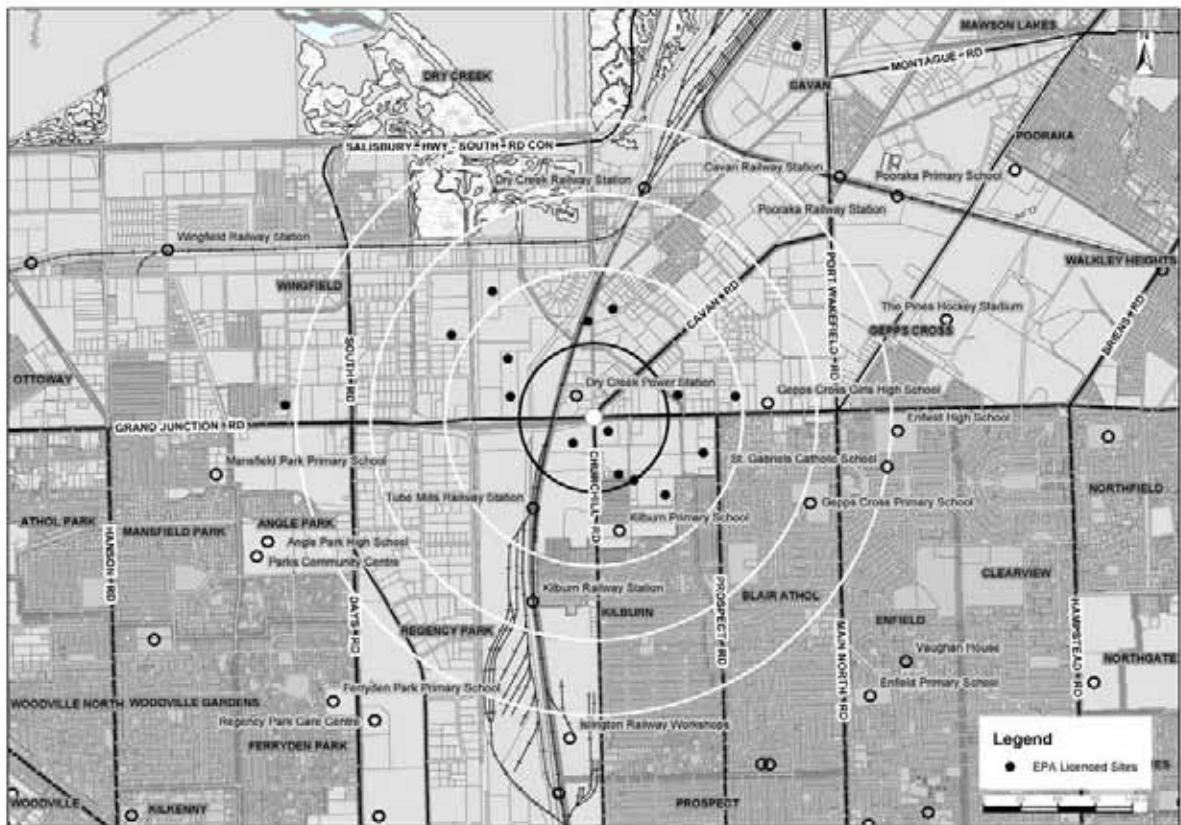 MAWSON LAKES
MONTAGUE RD
DRY CREEK
CAVAN
POORAKA
SALISBURY HWY - SOUTH RD CON
Dry Creek Railway Station
Cavan Railway Station
Pooraka Primary School
Pooraka Railway Station
Wingfield Railway Station
WALKLEY HEIGHTS
WINGFIELD
CAVAN RD
PORT WAKEFIELD RD
The Pines Hockey Stadium
GEPPS CROSS
BRIENS RD
SOUTH RD
OTTOWAY
Dry Creek Power Station
Gepps Cross Girls High School
GRAND JUNCTION RD
Enfield High School
Mansfield Park Primary School
CHURCHILL RD
St. Gabriels Catholic School
Tube Mills Railway Station
NORTHFIELD
Gepps Cross Primary School
ATHOL PARK
MANSFIELD PARK
ANGLE PARK
Kilburn Primary School
HANSON RD
Angle Park High School
Parks Community Centre
CLEARVIEW
Kilburn Railway Station
BLAIR ATHOL
KILBURN
PROSPECT RD
DAYS RD
REGENCY PARK
ENFIELD
MAIN NORTH RD
HAMPSTEAD RD
Vaughan House
NORTHGATE
Enfield Primary School
Ferryden Park Primary School
WOODVILLE NORTH
WOODVILLE GARDENS
Regency Park Care Centre
Islington Railway Workshops
FERRYDEN PARK
Legend
EPA Licenced Sites
WOODVILLE
KILKENNY
PROSPECT